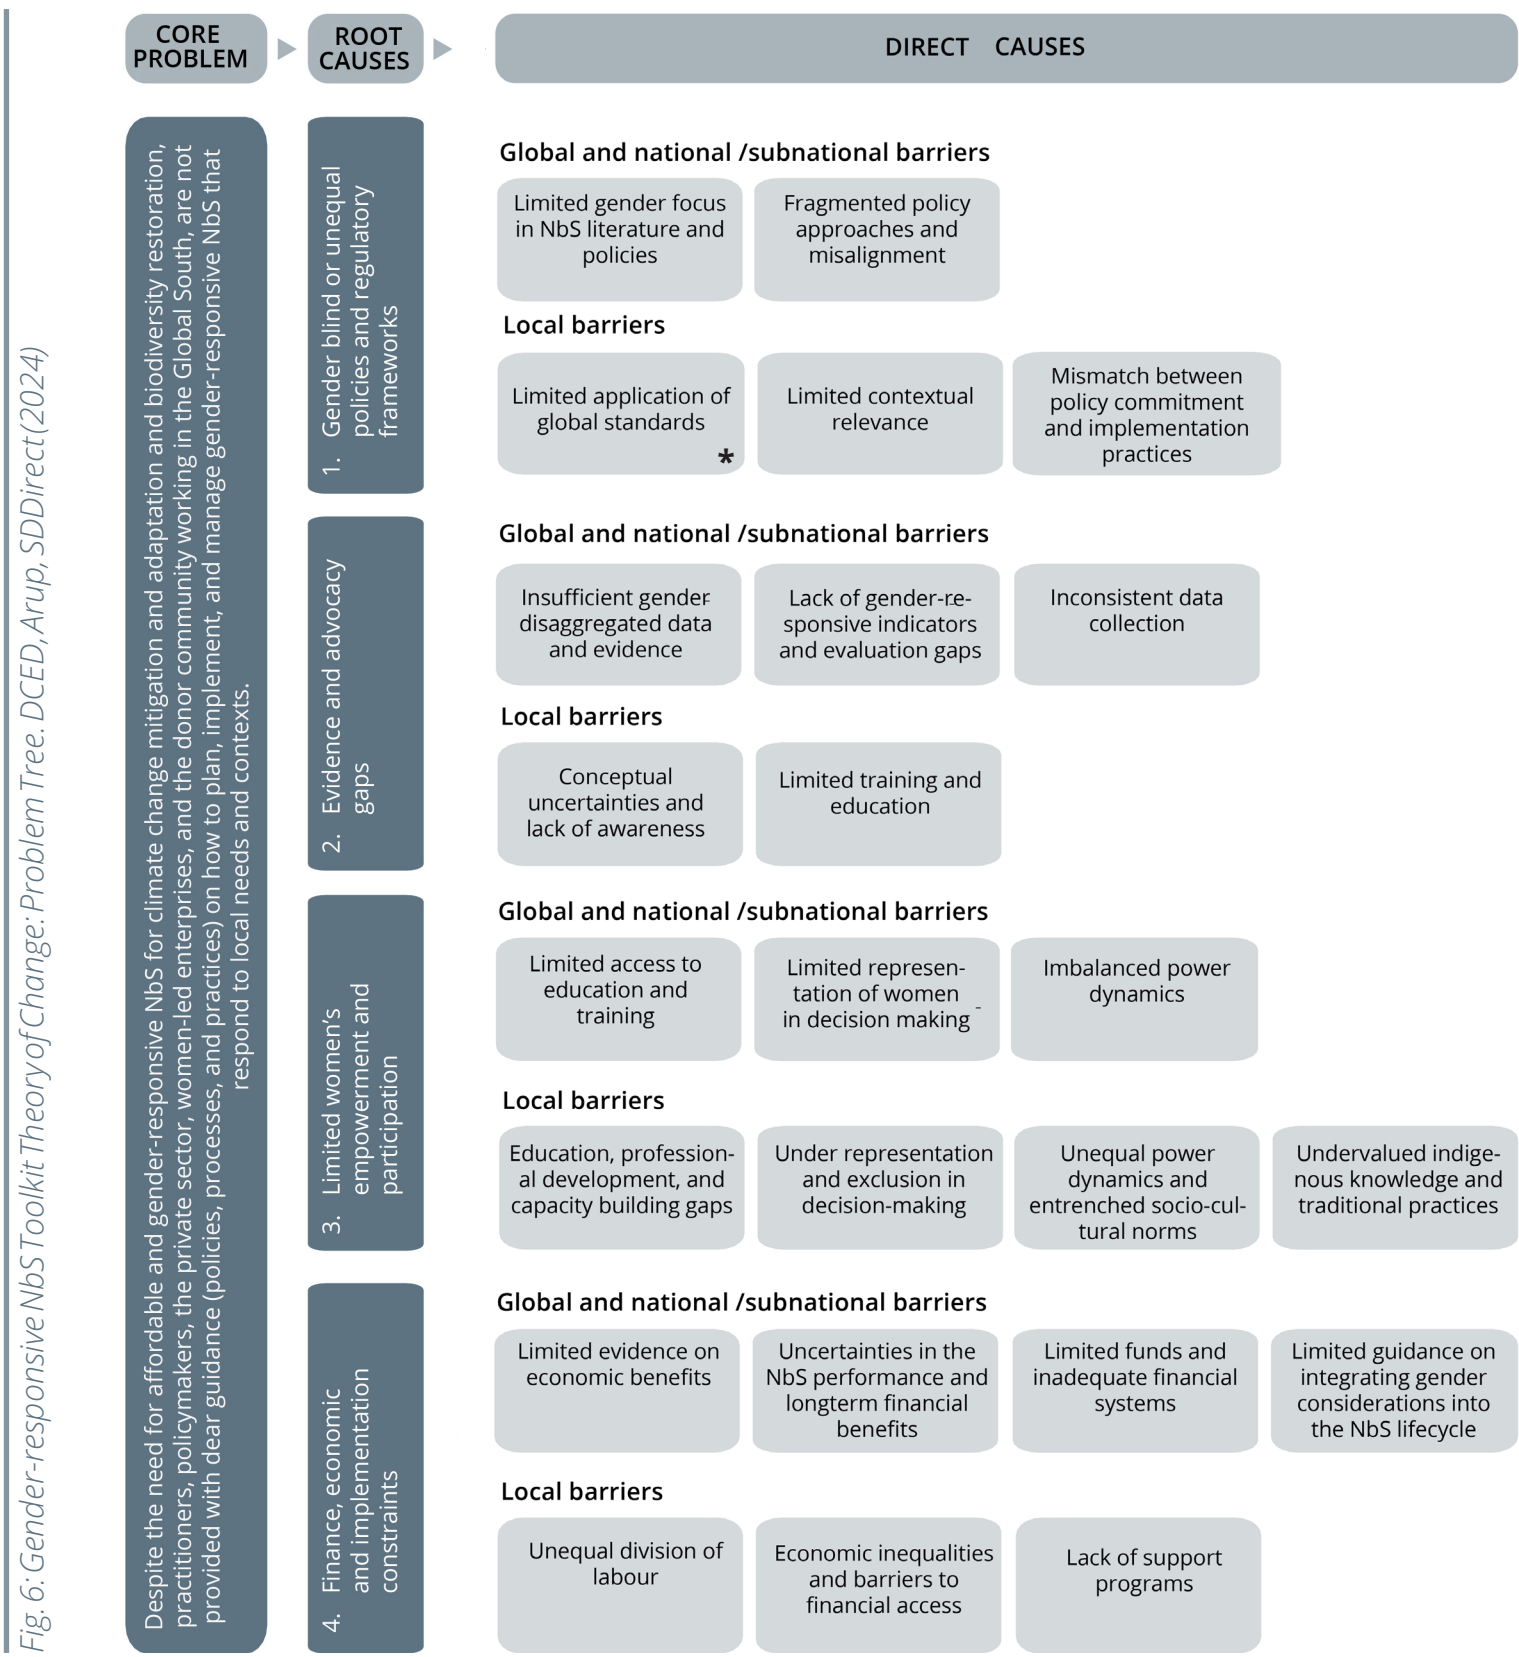 Fig. 6: Gender-responsive NbS Toolkit Theory of Change: Problem Tree. DCED, Arup, SDDirect (2024)
CORE
PROBLEM
ROOT
CAUSES
DIRECT CAUSES
Despite the need for affordable and gender-responsive NbS for climate change mitigation and adaptation and biodiversity restoration,
practitioners, policymakers, the private sector, women-led enterprises, and the donor community working in the Global South, are not
provided with dear guidance (policies, processes, and practices) on how to plan, implement, and manage gender-responsive NbS that
respond to local needs and contexts.
1. Gender blind or unequal
policies and regulatory
frameworks
Global and national /subnational barriers
Limited gender focus
in NbS literature and
policies
Fragmented policy
approaches and
misalignment
Local barriers
Limited application of
global standards
*
Limited contextual
relevance
Mismatch between
policy commitment
and implementation
practices
2. Evidence and advocacy
gaps
Global and national /subnational barriers
Insufficient gender
disaggregated data
and evidence
Lack of gender-re-
sponsive indicators
and evaluation gaps
Inconsistent data
collection
Local barriers
Conceptual
uncertainties and
lack of awareness
Limited training and
education
3. Limited women's
empowerment and
participation
Global and national /subnational barriers
Limited access to
education and
training
Limited represen-
tation of women
in decision making
Imbalanced power
dynamics
Local barriers
Education, profession-
al development, and
capacity building gaps
Under representation
and exclusion in
decision-making
Unequal power
dynamics and
entrenched socio-cul-
tural norms
Undervalued indige-
nous knowledge and
traditional practices
4. Finance, economic
and implementation
constraints
Global and national /subnational barriers
Limited evidence on
economic benefits
Uncertainties in the
NbS performance and
longterm financial
benefits
Limited funds and
inadequate financial
systems
Limited guidance on
integrating gender
considerations into
the NbS lifecycle
Local barriers
Unequal division of
labour
Economic inequalities
and barriers to
financial access
Lack of support
programs